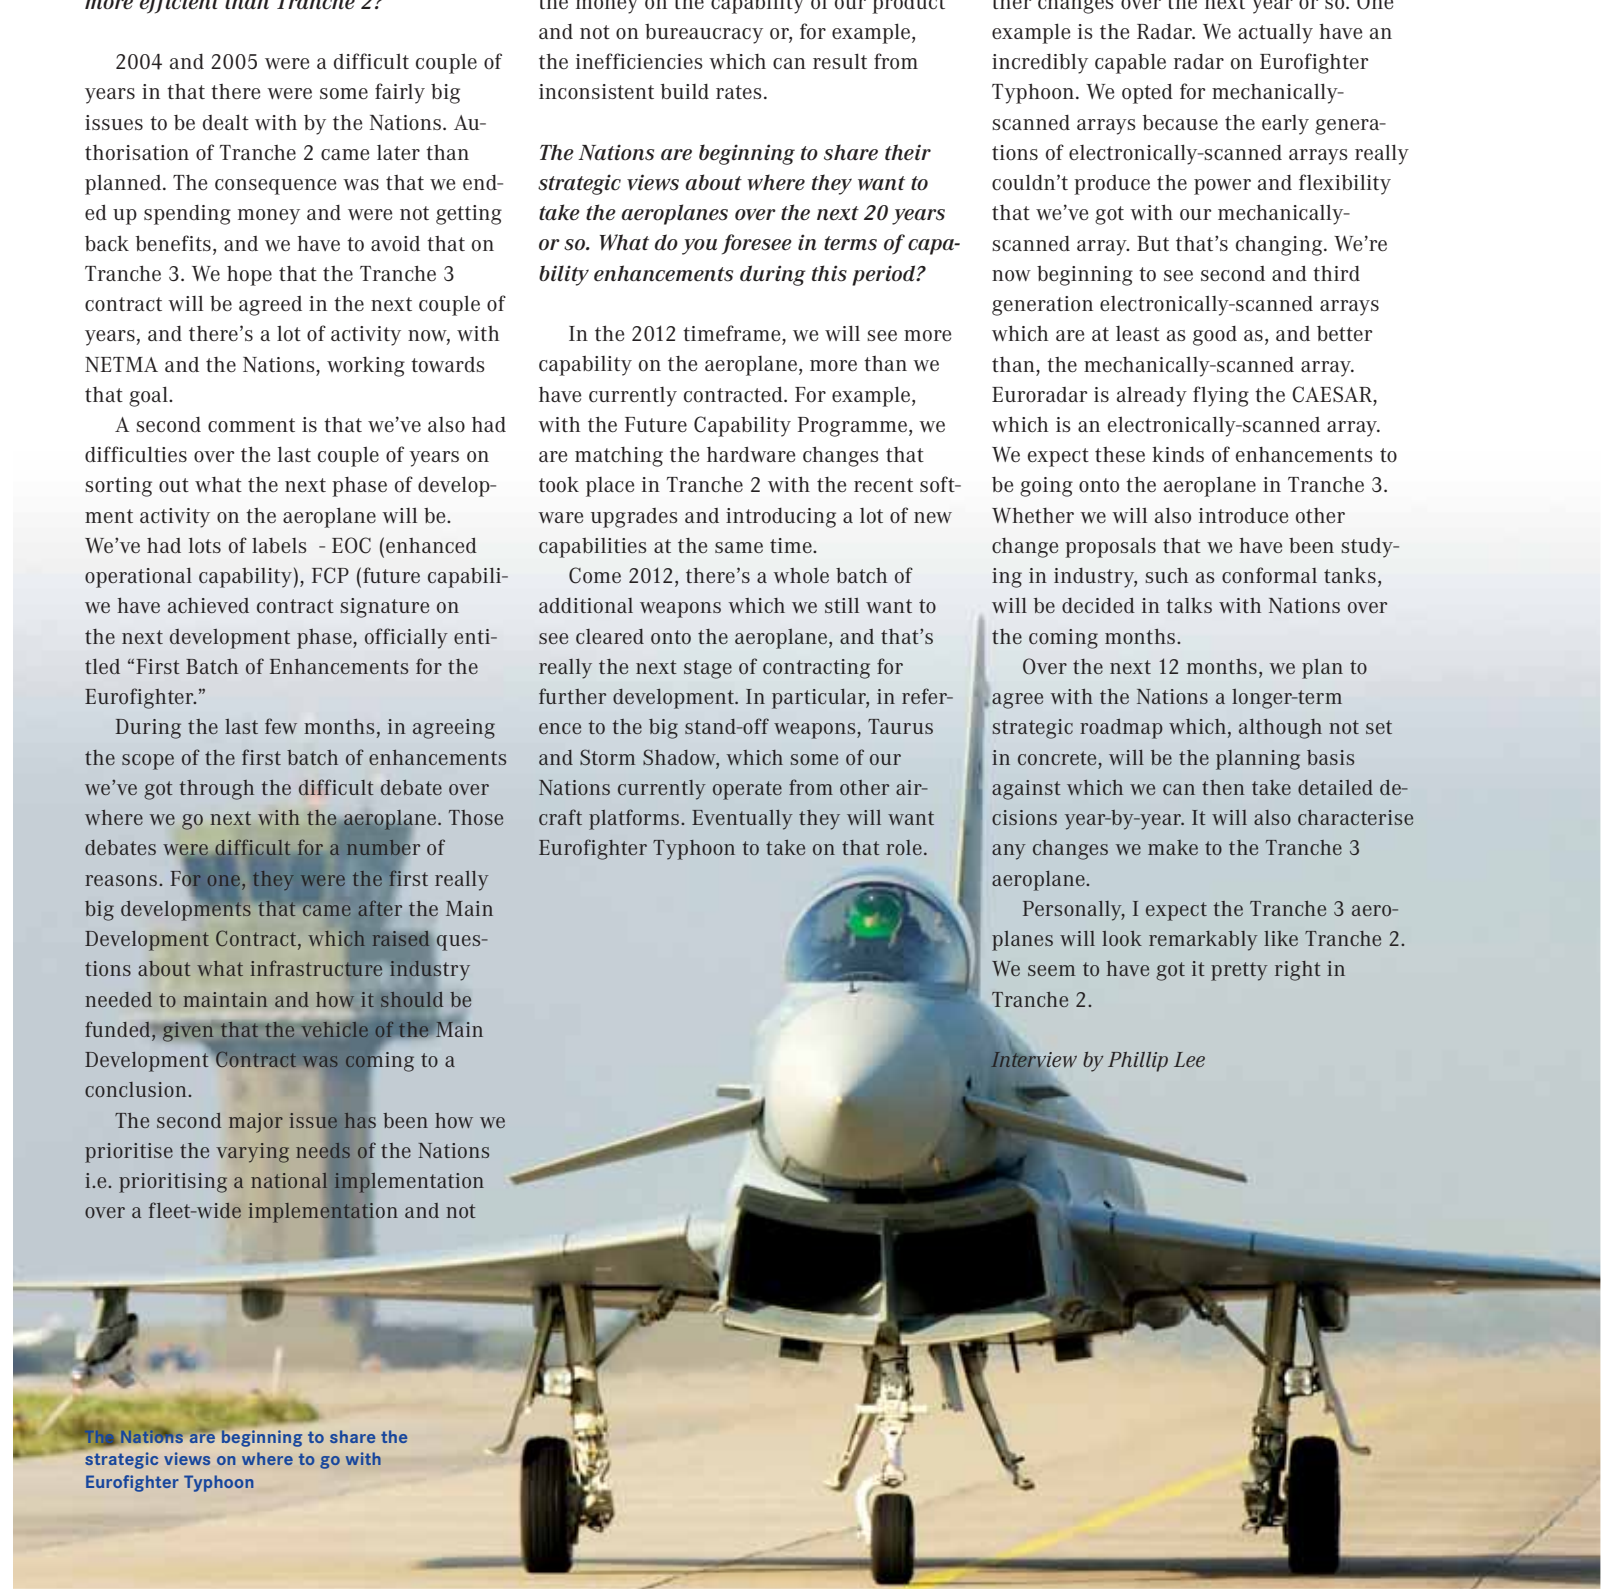 more efficient than Tranche 2?
2004 and 2005 were a difficult couple of
years in that there were some fairly big
issues to be dealt with by the Nations. Au-
thorisation of Tranche 2 came later than
planned. The consequence was that we end-
ed up spending money and were not getting
back benefits, and we have to avoid that on
Tranche 3. We hope that the Tranche 3
contract will be agreed in the next couple of
years, and there's a lot of activity now, with
NETMA and the Nations, working towards
that goal.
A second comment is that we've also had
difficulties over the last couple of years on
sorting out what the next phase of develop-
ment activity on the aeroplane will be.
We've had lots of labels - EOC (enhanced
operational capability), FCP (future capabili-
we have achieved contract signature on
the next development phase, officially enti-
tled “First Batch of Enhancements for the
Eurofighter.”
During the last few months, in agreeing
the scope of the first batch of enhancements
we've got through the difficult debate over
where we go next with the aeroplane. Those
debates were difficult for a number of
reasons. For one, they were the first really
big developments that came after the Main
Development Contract, which raised ques-
tions about what infrastructure industry
needed to maintain and how it should be
funded, given that the vehicle of the Main
Development Contract was coming to a
conclusion.
The second major issue has been how we
prioritise the varying needs of the Nations
i.e. prioritising a national implementation
over a fleet-wide implementation and not
the money on the capability of our product
and not on bureaucracy or, for example,
the inefficiencies which can result from
inconsistent build rates.
The Nations are beginning to share their
strategic views about where they want to
take the aeroplanes over the next 20 years
or so. What do you foresee in terms of capa-
bility enhancements during this period?
In the 2012 timeframe, we will see more
capability on the aeroplane, more than we
have currently contracted. For example,
with the Future Capability Programme, we
are matching the hardware changes that
took place in Tranche 2 with the recent soft-
ware upgrades and introducing a lot of new
capabilities at the same time.
Come 2012, there's a whole batch of
additional weapons which we still want to
see cleared onto the aeroplane, and that's
really the next stage of contracting for
further development. In particular, in refer-
ence to the big stand-off weapons, Taurus
and Storm Shadow, which some of our
Nations currently operate from other air-
craft platforms. Eventually they will want
Eurofighter Typhoon to take on that role.
ther changes over the next year or so. One
example is the Radar. We actually have an
incredibly capable radar on Eurofighter
Typhoon. We opted for mechanically-
scanned arrays because the early genera-
tions of electronically-scanned arrays really
couldn't produce the power and flexibility
that we've got with our mechanically-
scanned array. But that's changing. We're
now beginning to see second and third
generation electronically-scanned arrays
which are at least as good as, and better
than, the mechanically-scanned array.
Euroradar is already flying the CAESAR,
which is an electronically-scanned array.
We expect these kinds of enhancements to
be going onto the aeroplane in Tranche 3.
Whether we will also introduce other
change proposals that we have been study-
ing in industry, such as conformal tanks,
will be decided in talks with Nations over
the coming months.
Over the next 12 months, we plan to
agree with the Nations a longer-term
strategic roadmap which, although not set
in concrete, will be the planning basis
against which we can then take detailed de-
cisions year-by-year. It will also characterise
any changes we make to the Tranche 3
aeroplane.
Personally, I expect the Tranche 3 aero-
planes will look remarkably like Tranche 2.
We seem to have got it pretty right in
Tranche 2.
Interview by Phillip Lee
The Nations are beginning to share the
strategic views on where to go with
Eurofighter Typhoon